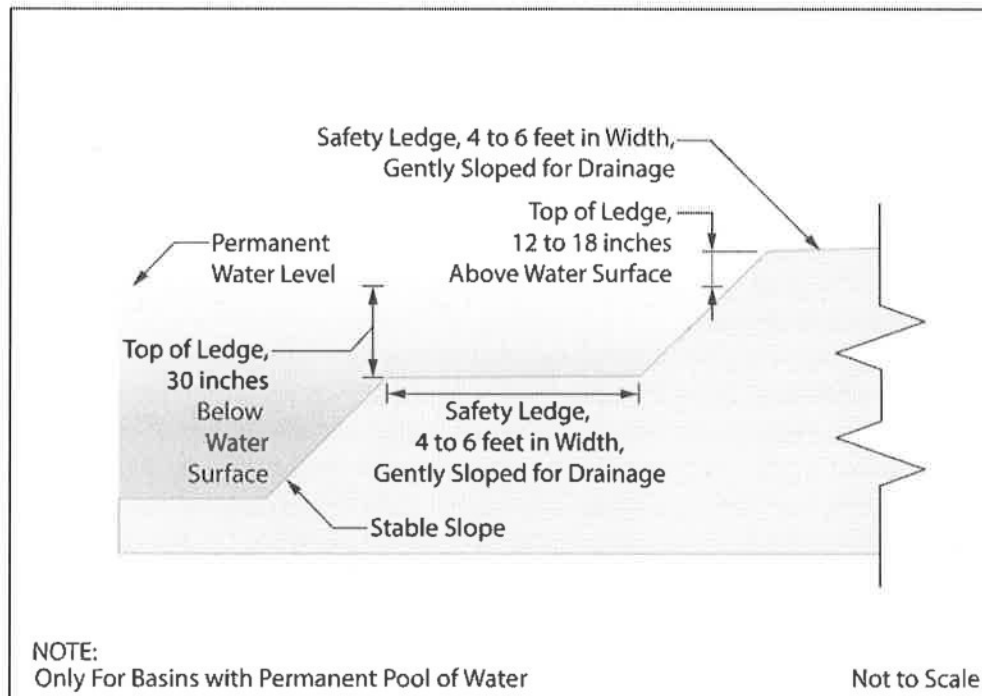 Safety Ledge, 4 to 6 feet in Width,
Gently Sloped for Drainage
Top of Ledge,
12 to 18 inches
Above Water Surface
Permanent
Water Level
Top of Ledge,
30 inches
Below
Water
Surface
Safety Ledge,
4 to 6 feet in Width,
Gently Sloped for Drainage
Stable Slope
NOTE:
Only For Basins with Permanent Pool of Water
Not to Scale